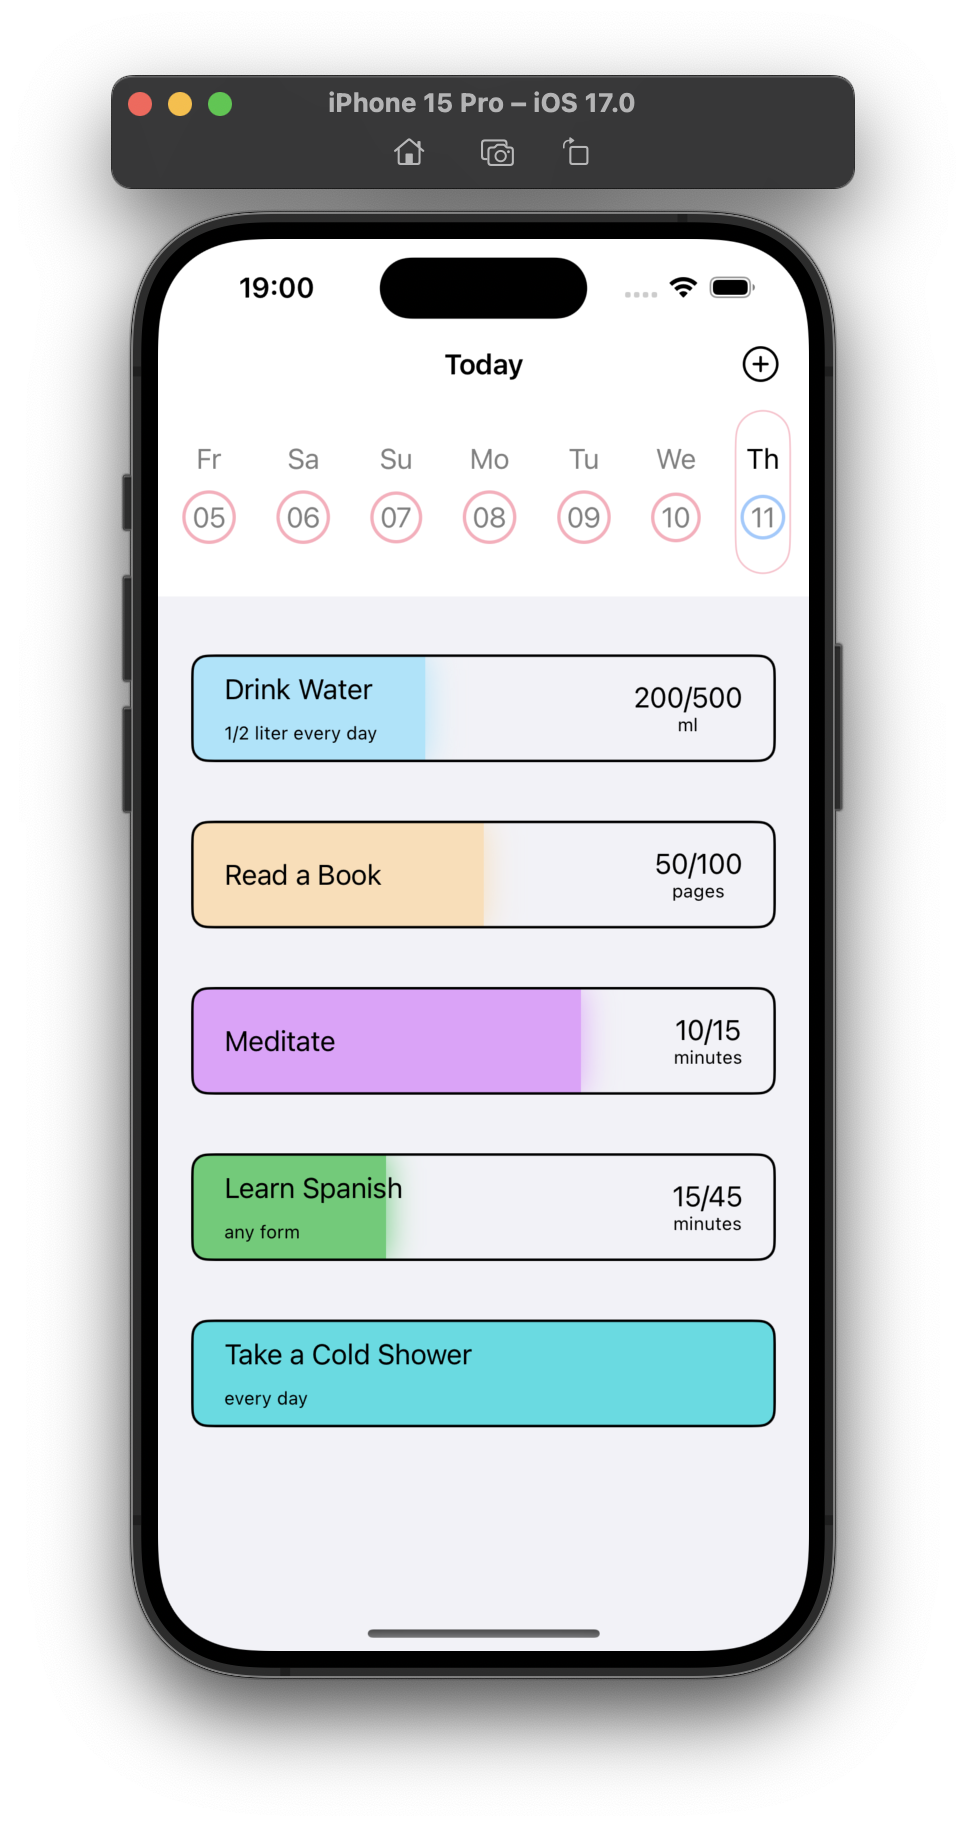 iPhone 15 Pro – iOS 17.0
19:00
Today
Fr Sa Su Mo Tu We Th
05 06 07 08 09 10 11
Drink Water
1/2 liter every day
200/500
ml
Read a Book
50/100
pages
Meditate
10/15
minutes
Learn Spanish
any form
15/45
minutes
Take a Cold Shower
every day